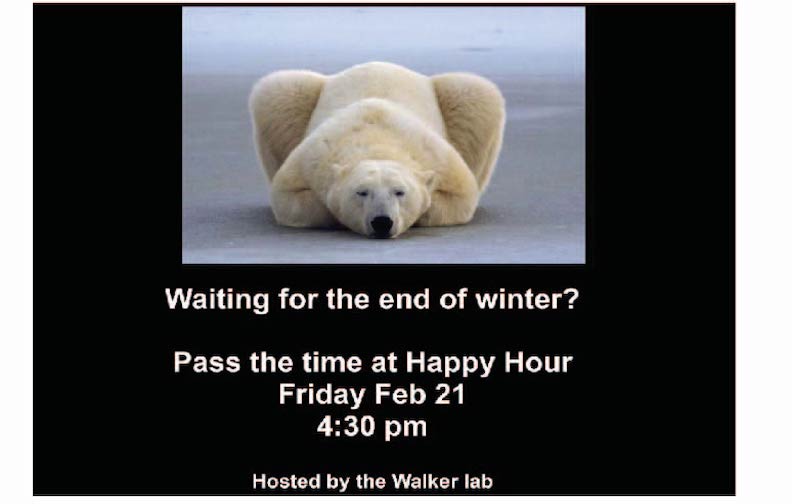 Waiting for the end of winter?
Pass the time at Happy Hour
Friday Feb 21
4:30 pm
Hosted by the Walker lab